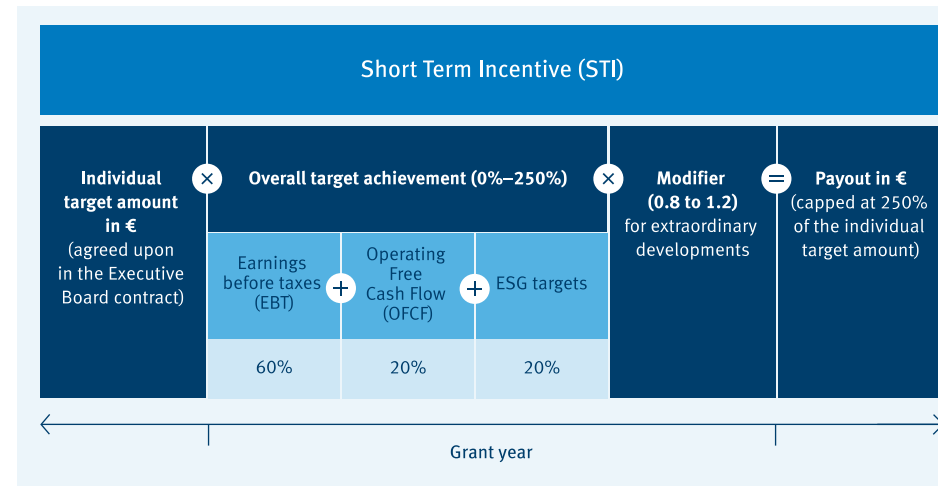 Short Term Incentive (STI)
Individual
target amount
in €
(agreed upon
in the Executive
Board contract)
×
Overall target achievement (0%–250%)
Earnings
before taxes
(EBT)
+
Operating
Free
Cash Flow
(OFCF)
+
ESG targets
60%
20%
20%
×
Modifier
(0.8 to 1.2)
for extraordinary
developments
=
Payout in €
(capped at 250%
of the individual
target amount)
Grant year